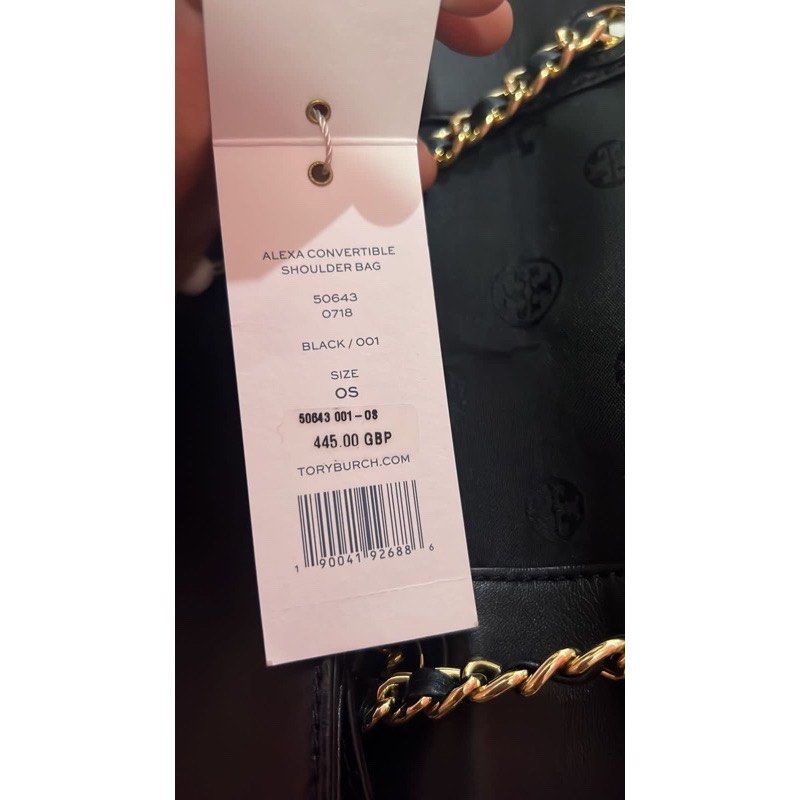 ALEXA CONVERTIBLE
SHOULDER BAG
50643
0718
BLACK / 001
SIZE
OS
50643 001-OS
445.00 GBP
TORYBURCH.COM
1 90041 92688 6